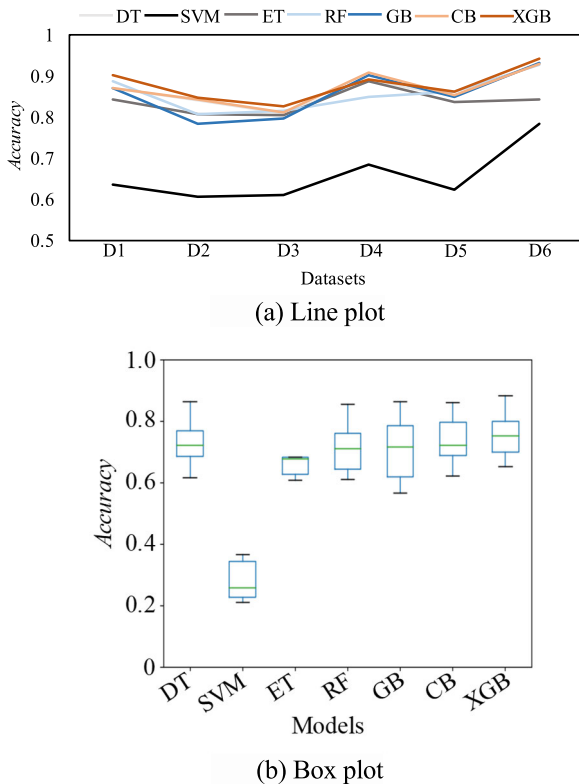 DT SVM ET RF GB CB XGB
1
0.9
0.8
0.7
0.6
0.5
Accuracy
D1 D2 D3 D4 D5 D6
Datasets
(a) Line plot
1.0
0.8
0.6
0.4
0.2
0
Accuracy
DT SVM ET RF GB CB XGB
Models
(b) Box plot